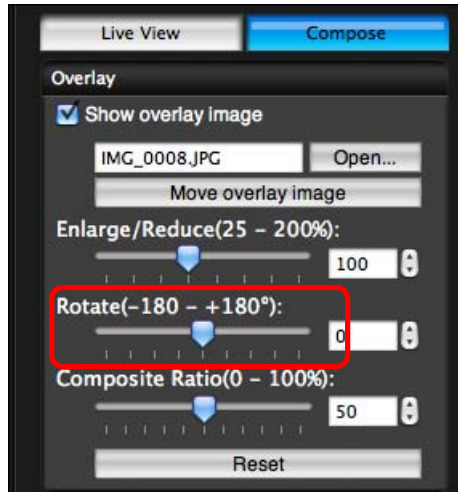 Live View Compose
Overlay
Show overlay image
IMG_0008.JPG Open...
Move overlay image
Enlarge/Reduce(25 – 200%):
100
Rotate(–180 – +180°):
0
Composite Ratio(0 – 100%):
50
Reset